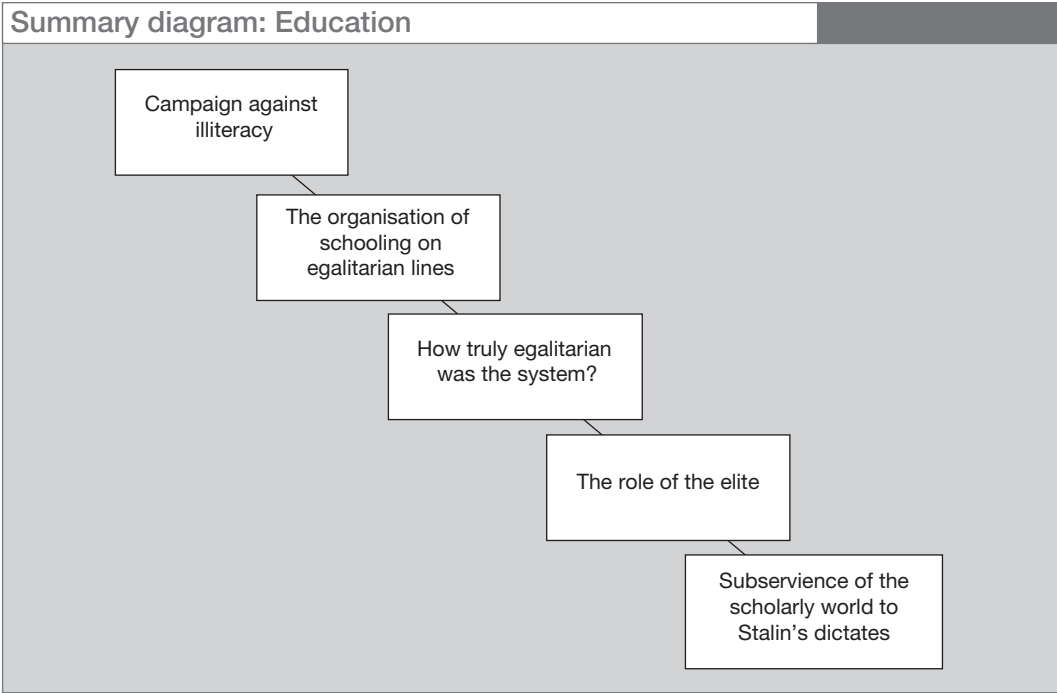 Summary diagram: Education
Campaign against
illiteracy
The organisation of
schooling on
egalitarian lines
How truly egalitarian
was the system?
The role of the elite
Subservience of the
scholarly world to
Stalin’s dictates